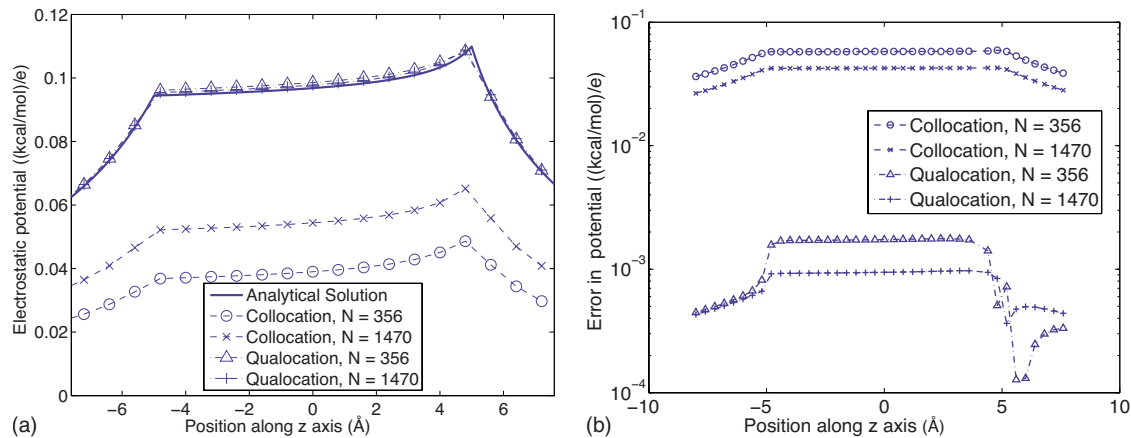 0.12
0.1
0.08
0.06
0.04
0.02
0
Electrostatic potential ((kcal/mol)/e)
Analytical Solution
Collocation, N = 356
Collocation, N = 1470
Qualocation, N = 356
Qualocation, N = 1470
−6 −4 −2 0 2 4 6
Position along z axis (Å)
(a)
10⁻¹
10⁻²
10⁻³
10⁻⁴
Error in potential ((kcal/mol)/e)
Collocation, N = 356
Collocation, N = 1470
Qualocation, N = 356
Qualocation, N = 1470
−10 −5 0 5 10
Position along z axis (Å)
(b)